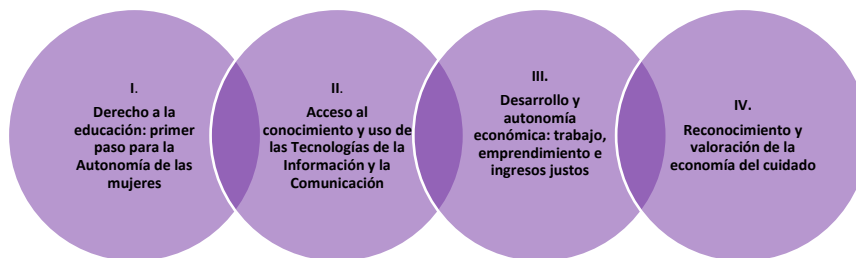 I.
Derecho a la
educación: primer
paso para la
Autonomía de las
mujeres
II.
Acceso al
conocimiento y uso de
las Tecnologías de la
Información y la
Comunicación
III.
Desarrollo y
autonomía
económica: trabajo,
emprendimiento e
ingresos justos
IV.
Reconocimiento y
valoración de la
economía del cuidado